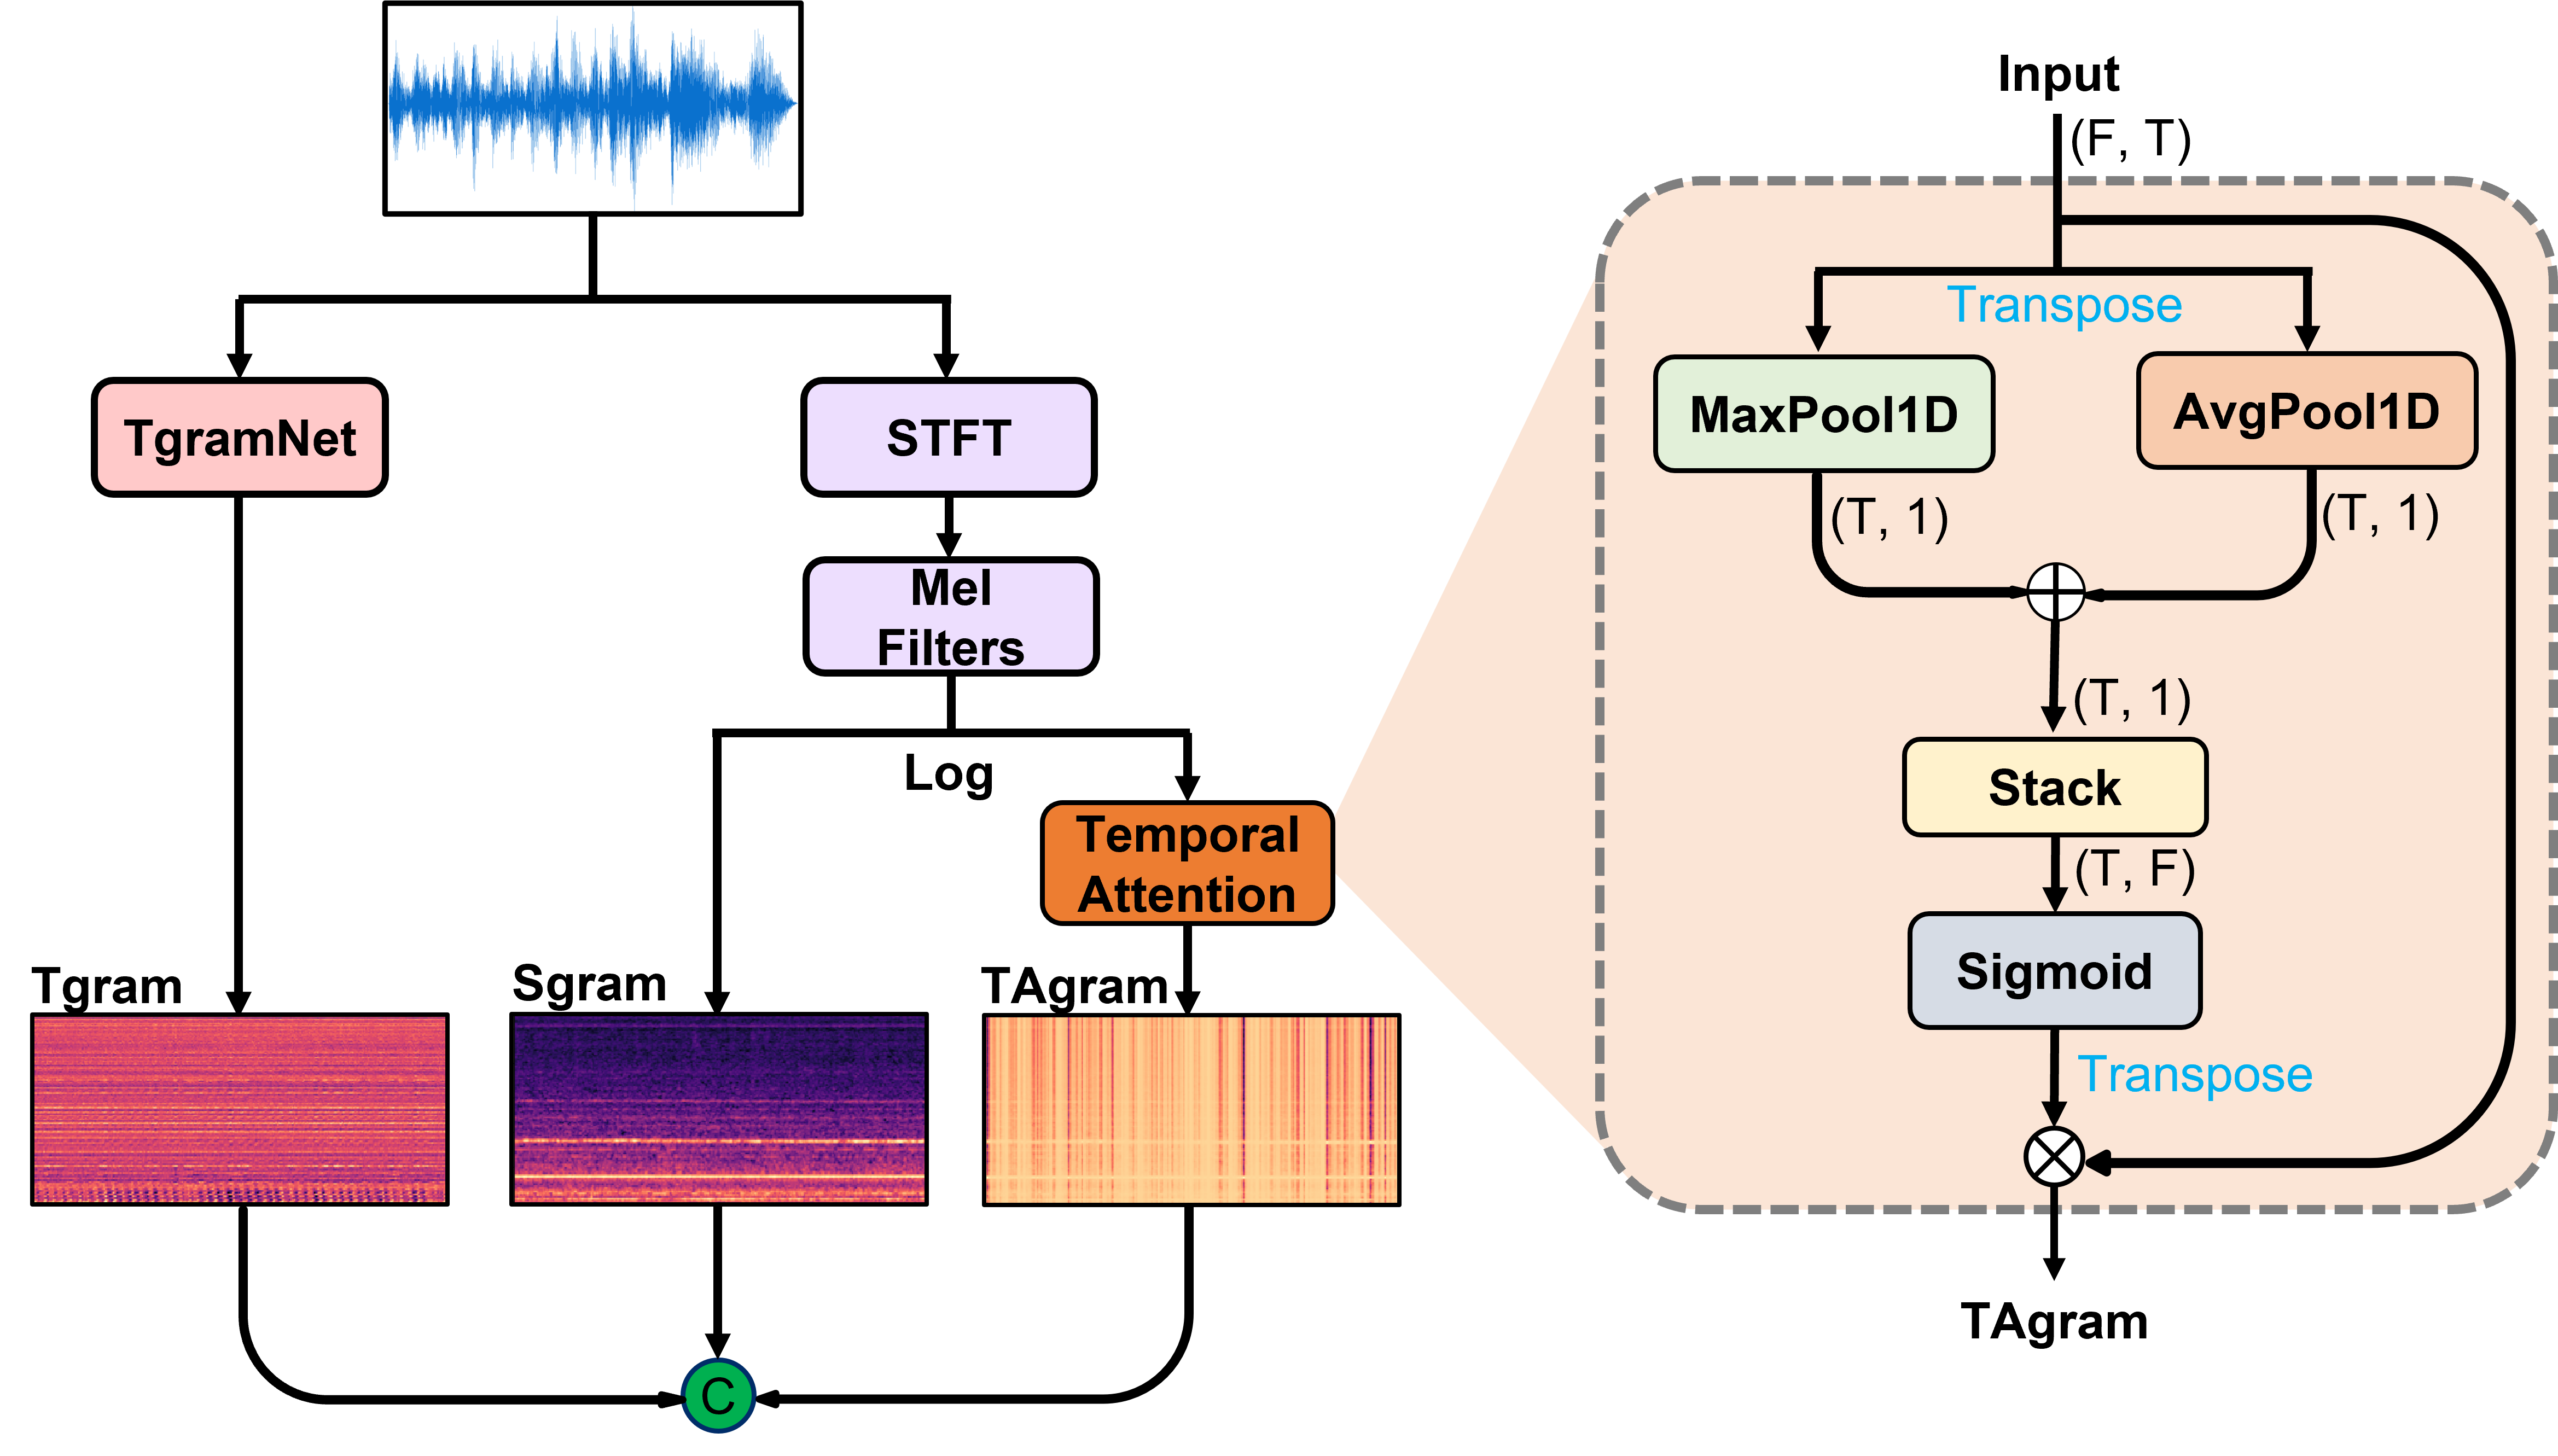 TgramNet
STFT
Mel
Filters
Log
Temporal
Attention
Tgram
Sgram
TAgram
C
Input
(F, T)
Transpose
MaxPool1D
AvgPool1D
(T, 1)
(T, 1)
(T, 1)
Stack
(T, F)
Sigmoid
Transpose
TAgram